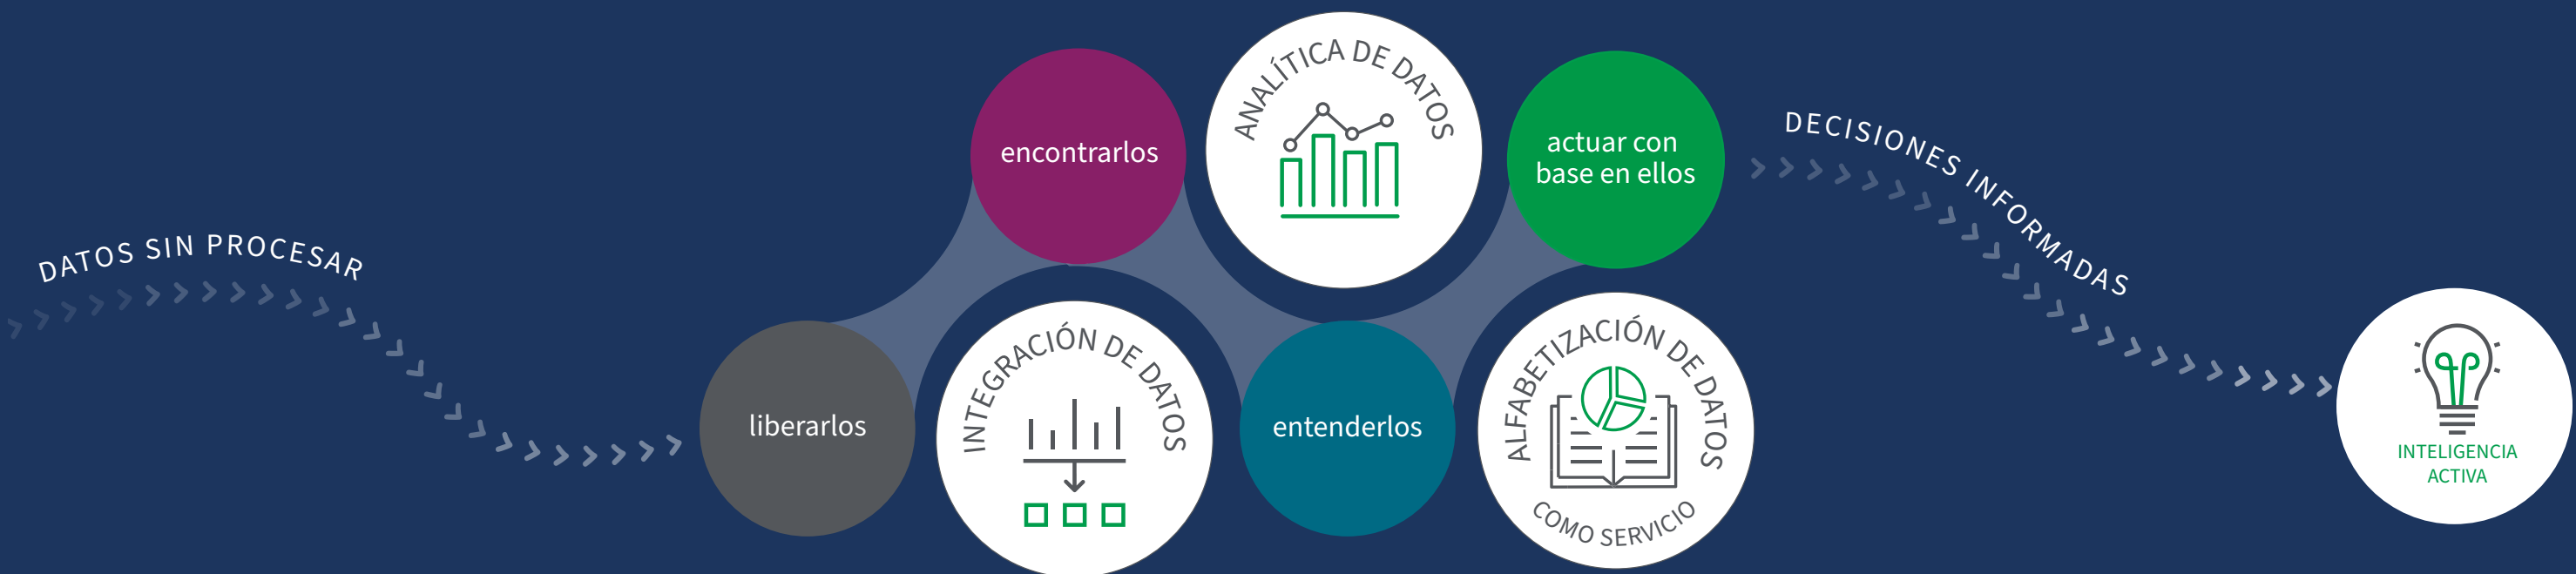 DATOS SIN PROCESAR
liberarlos
encontrarlos
INTEGRACIÓN DE DATOS
ANALÍTICA DE DATOS
entenderlos
actuar con
base en ellos
ALFABETIZACIÓN DE DATOS
COMO SERVICIO
DECISIONES INFORMADAS
INTELIGENCIA
ACTIVA